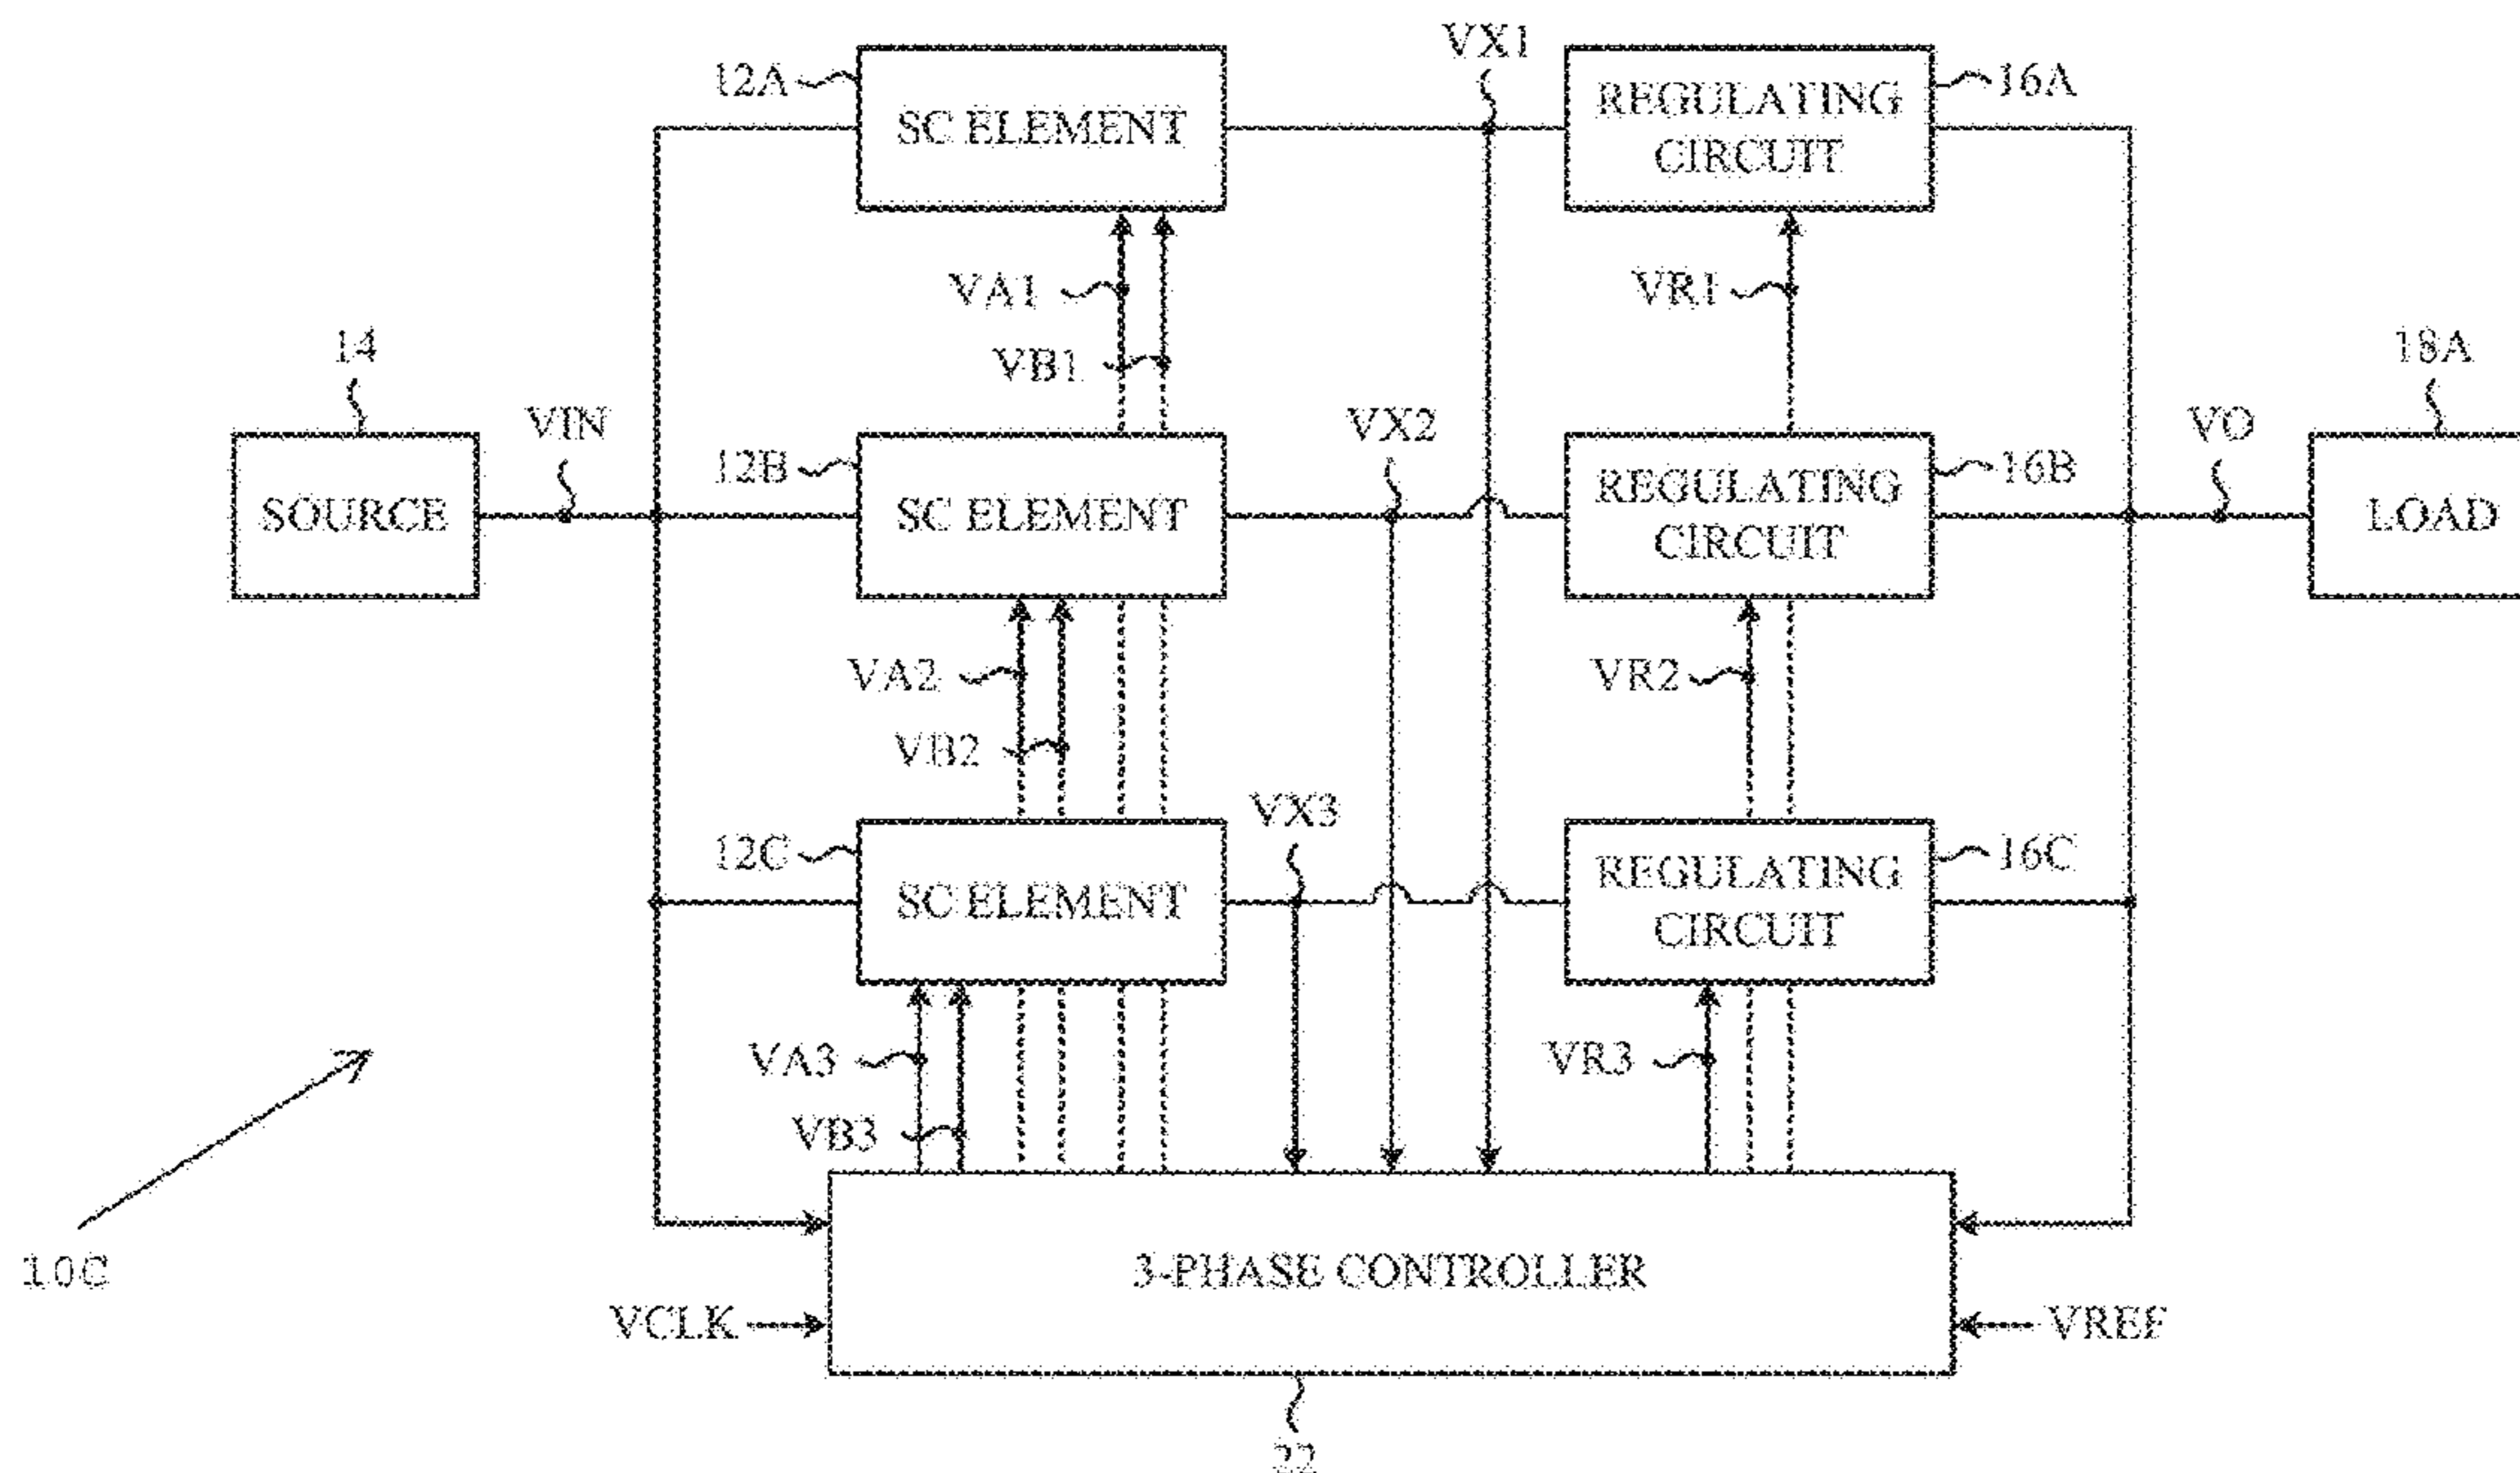 VX1
12A
SC ELEMENT
REGULATING
CIRCUIT
16A
VA1
VR1
VB1
14
18A
VIN
VX2
VO
12B
SOURCE
SC ELEMENT
REGULATING
CIRCUIT
16B
LOAD
VA2
VR2
VB2
VX3
12C
SC ELEMENT
REGULATING
CIRCUIT
16C
VA3
VR3
VB3
10C
3-PHASE CONTROLLER
VCLK
VREF
22